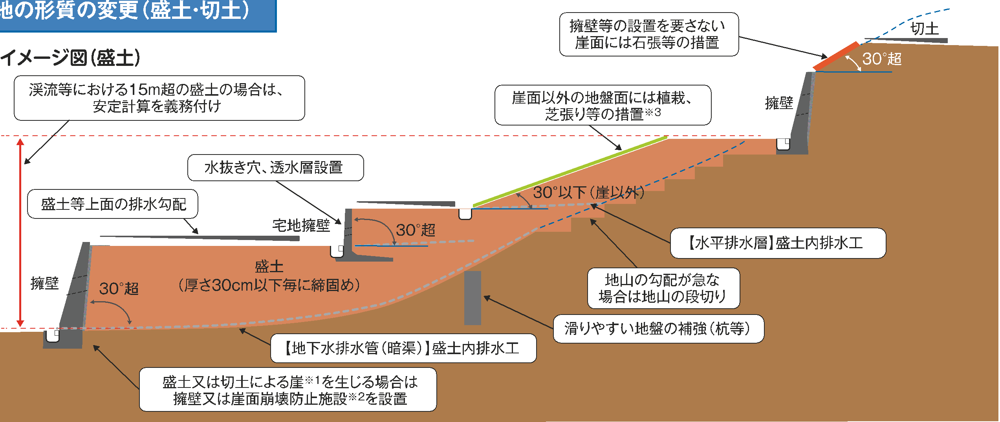 地の形質の変更（盛土・切土）
イメージ図（盛土）
渓流等における15m超の盛土の場合は、
安定計算を義務付け
擁壁等の設置を要さない
崖面には石張等の措置
切土
30°超
崖面以外の地盤面には植栽、
芝張り等の措置※3
擁壁
水抜き穴、透水層設置
盛土等上面の排水勾配
宅地擁壁
30°超
30°以下（崖以外）
【水平排水層】盛土内排水工
盛土
（厚さ30cm以下毎に締固め）
擁壁
30°超
地山の勾配が急な
場合は地山の段切り
滑りやすい地盤の補強（杭等）
【地下水排水管（暗渠）】盛土内排水工
盛土又は切土による崖※1を生じる場合は
擁壁又は崖面崩壊防止施設※2を設置